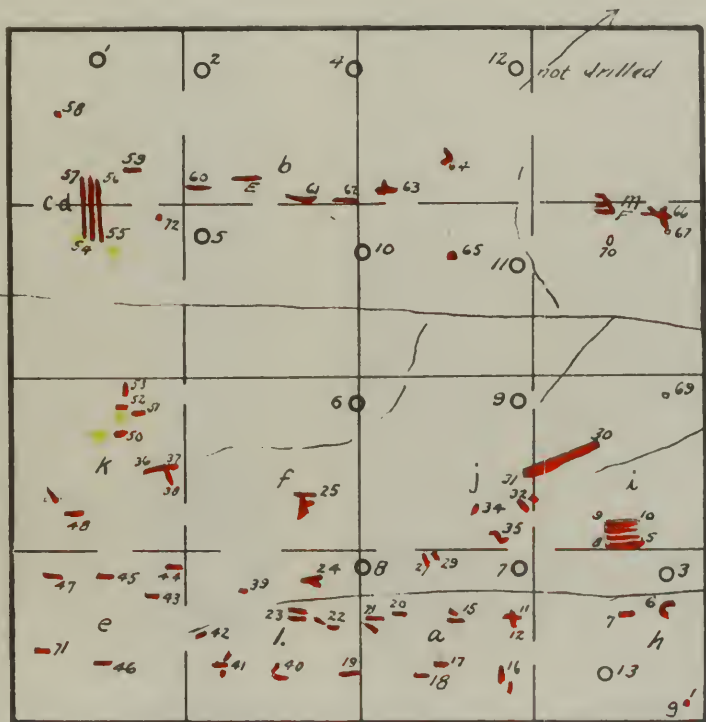 1 2 4 12
not drilled
58
59 60 b 64
57 56 E 61 62 63 1 m
c d 72 F 66
54 55 5 10 65 11 70 67
53 6 9 69
52 51
50 30
k 36 37 f j 31 i
38 25 34 32
48 35 9 10
8 5
47 45 44 24 8 29 7 3
43 39
e 23 22 21 20 15 11 6
42 l. a 12 7
71 h
46 41 40 19 18 17 16 13
9'